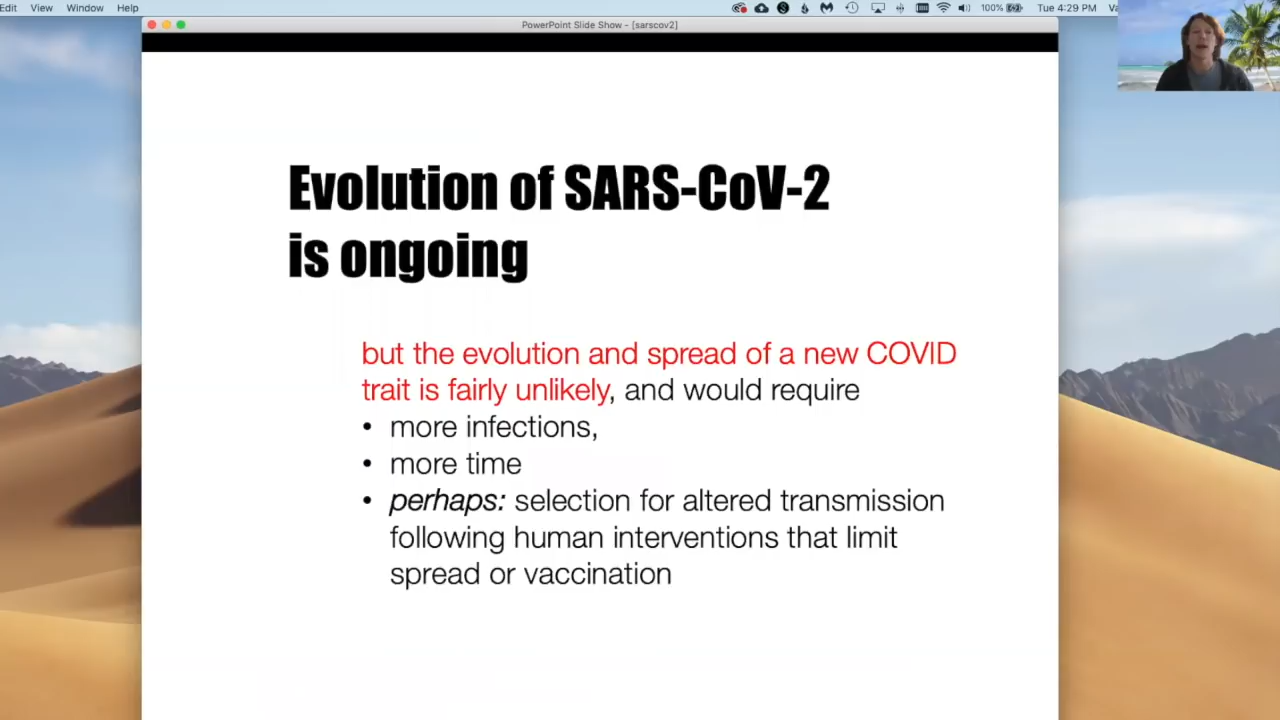 Edit View Window Help 100% Tue 4:29 PM
PowerPoint Slide Show - [sarscov2]
Evolution of SARS-CoV-2
is ongoing
but the evolution and spread of a new COVID
trait is fairly unlikely, and would require
• more infections,
• more time
• perhaps: selection for altered transmission
following human interventions that limit
spread or vaccination